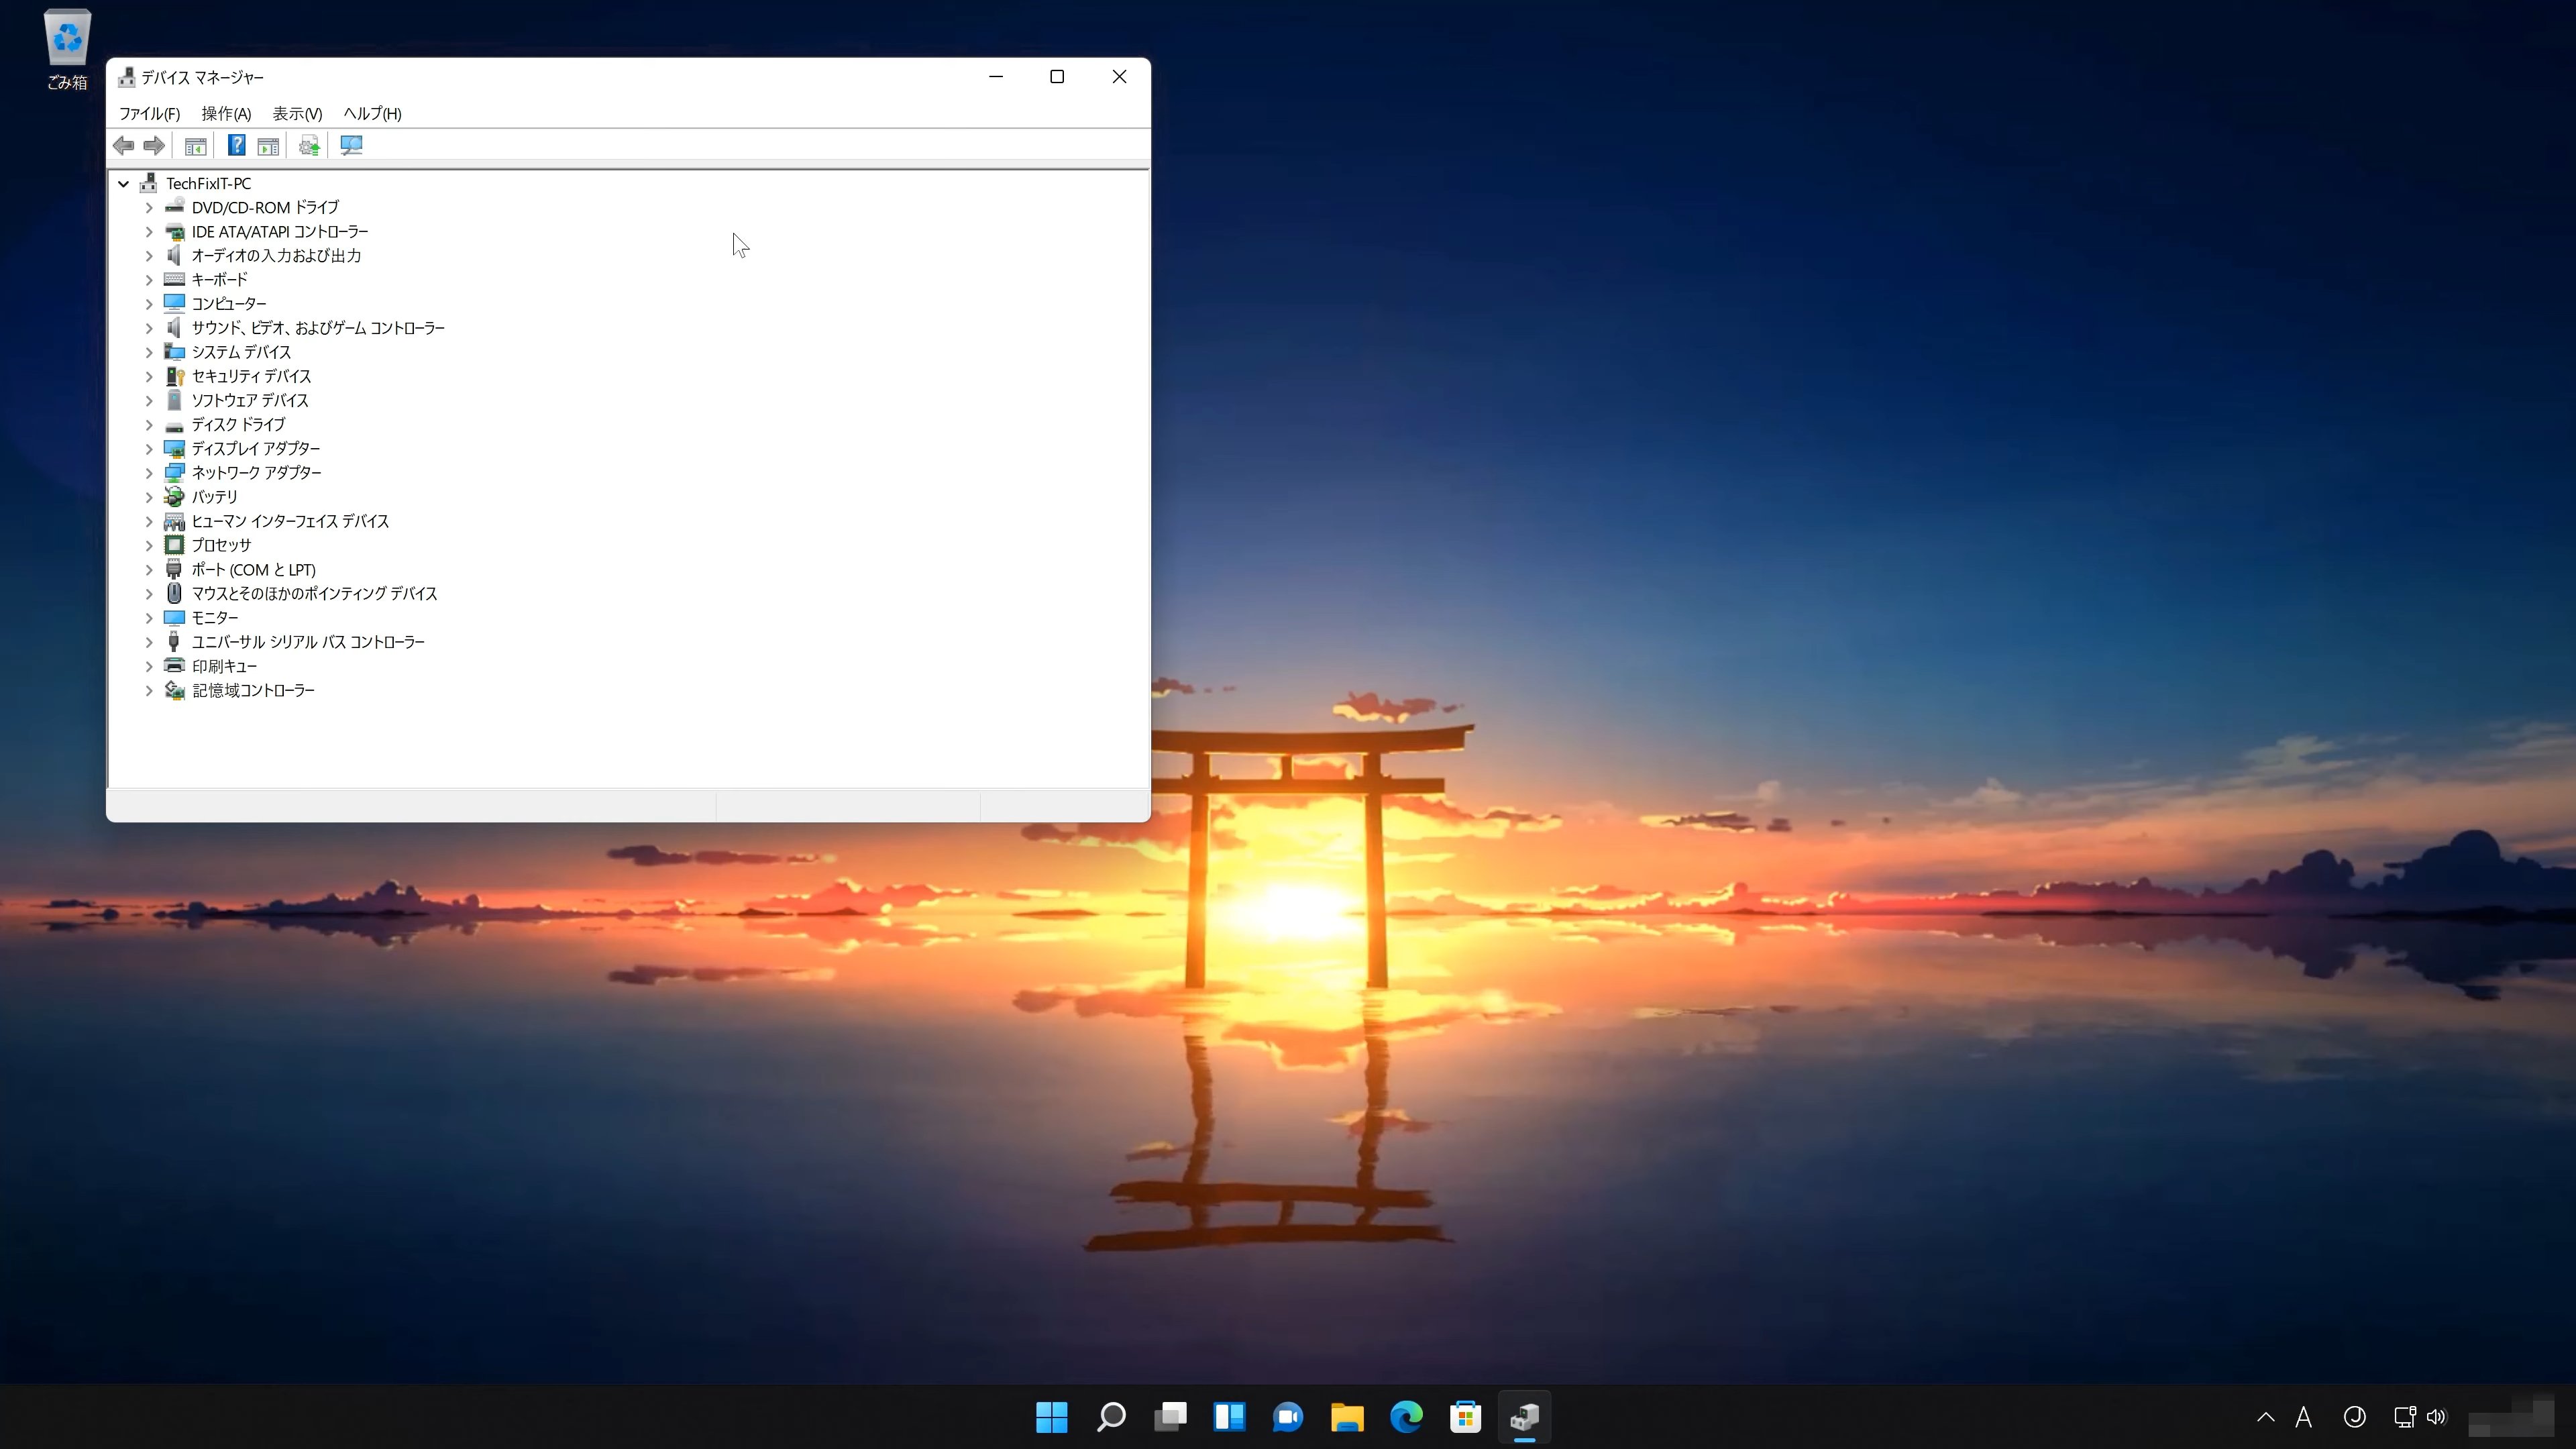 ごみ箱
デバイス マネージャー
ファイル(F) 操作(A) 表示(V) ヘルプ(H)
TechFixIT-PC
DVD/CD-ROM ドライブ
IDE ATA/ATAPI コントローラー
オーディオの入力および出力
キーボード
コンピューター
サウンド、ビデオ、およびゲーム コントローラー
システム デバイス
セキュリティ デバイス
ソフトウェア デバイス
ディスク ドライブ
ディスプレイ アダプター
ネットワーク アダプター
バッテリ
ヒューマン インターフェイス デバイス
プロセッサ
ポート (COM と LPT)
マウスとそのほかのポインティング デバイス
モニター
ユニバーサル シリアル バス コントローラー
印刷キュー
記憶域コントローラー
A